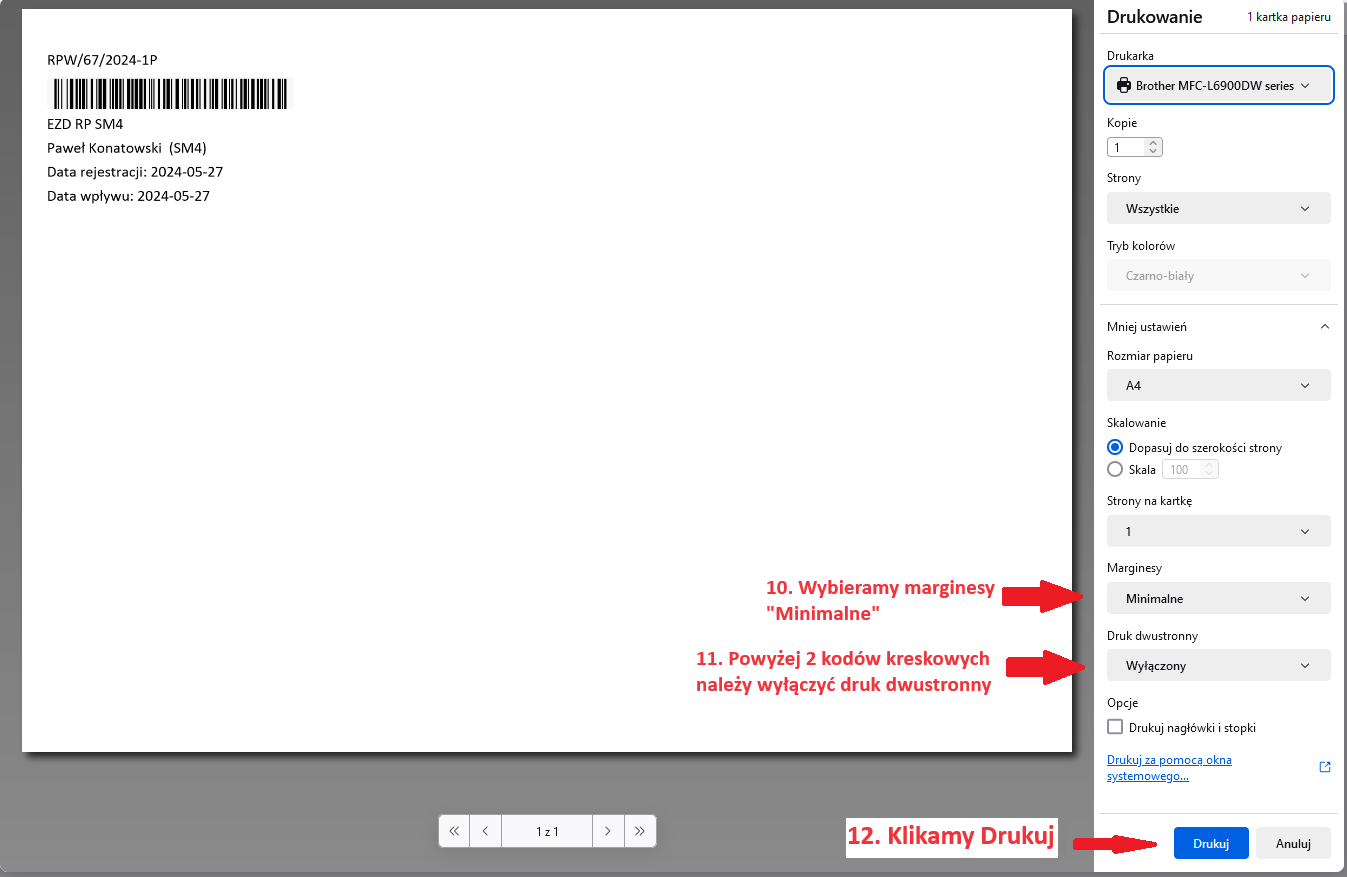 RPW/67/2024-1P
EZD RP SM4
Paweł Konatowski (SM4)
Data rejestracji: 2024-05-27
Data wpływu: 2024-05-27
10. Wybieramy marginesy
"Minimalne"
11. Powyżej 2 kodów kreskowych
należy wyłączyć druk dwustronny
1 z 1
12. Klikamy Drukuj
Drukowanie
1 kartka papieru
Drukarka
Brother MFC-L6900DW series
Kopie
1
Strony
Wszystkie
Tryb kolorów
Czarno-biały
Mniej ustawień
Rozmiar papieru
A4
Skalowanie
Dopasuj do szerokości strony
Skala 100
Strony na kartkę
1
Marginesy
Minimalne
Druk dwustronny
Wyłączony
Opcje
Drukuj nagłówki i stopki
Drukuj za pomocą okna
systemowego...
Drukuj
Anuluj